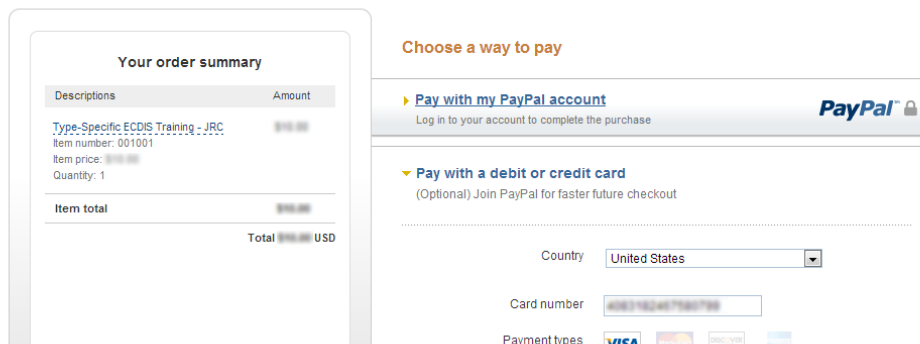 Your order summary
Descriptions Amount
Type-Specific ECDIS Training - JRC
Item number: 001001
Item price:
Quantity: 1
Item total
Total USD
Choose a way to pay
Pay with my PayPal account
Log in to your account to complete the purchase
PayPal
Pay with a debit or credit card
(Optional) Join PayPal for faster future checkout
Country United States
Card number
Payment types VISA